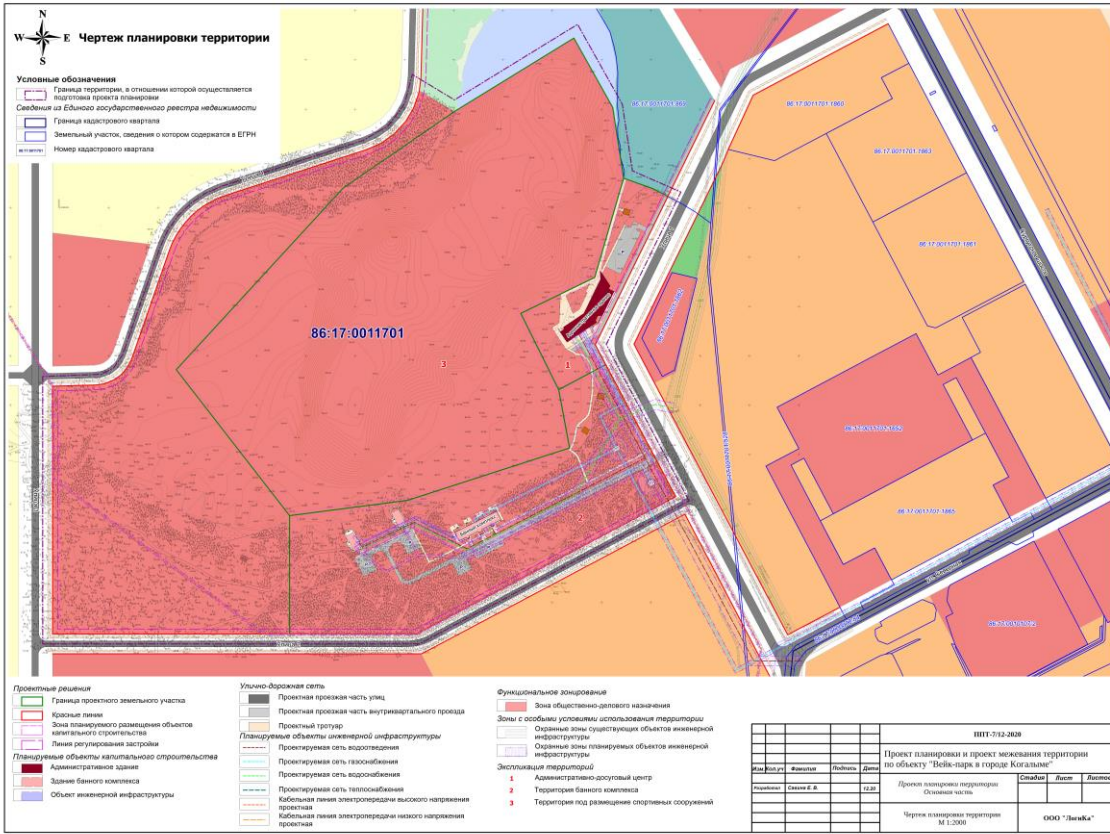 N
W E Чертеж планировки территории
S
Условные обозначения
Граница территории, в отношении которой осуществляется
подготовка проекта планировки
Сведения из Единого государственного реестра недвижимости
Граница кадастрового квартала
Земельный участок, сведения о котором содержатся в ЕГРН
86:17:0011701 Номер кадастрового квартала
86:17:0011701:1860
86:17:0011701:1863
86:17:0011701:1861
86:17:0011701
3
1
2
86:17:0011701:1865
Проектные решения
Граница проектного земельного участка
Красные линии
Зона планируемого размещения объектов
капитального строительства
Линия регулирования застройки
Планируемые объекты капитального строительства
Административное здание
Здание банного комплекса
Объект инженерной инфраструктуры
Улично-дорожная сеть
Проектная проезжая часть улиц
Проектная проезжая часть внутриквартального проезда
Проектный тротуар
Планируемые объекты инженерной инфраструктуры
Проектируемая сеть водоотведения
Проектируемая сеть газоснабжения
Проектируемая сеть водоснабжения
Проектируемая сеть теплоснабжения
Кабельная линия электропередачи высокого напряжения
проектная
Кабельная линия электропередачи низкого напряжения
проектная
Функциональное зонирование
Зона общественно-делового назначения
Зоны с особыми условиями использования территории
Охранные зоны существующих объектов инженерной
инфраструктуры
Охранные зоны планируемых объектов инженерной
инфраструктуры
Экспликация территорий
1 Административно-досуговый центр
2 Территория банного комплекса
3 Территория под размещение спортивных сооружений
ППТ-7/12-2020
Проект планировки и проект межевания территории
по объекту "Вейк-парк в городе Когалыме"
Изм. Кол.уч Фамилия Подпись Дата
Разработал Савина Е. В. 12.20
Проект планировки территории
Основная часть
Стадия Лист Листов
Чертеж планировки территории
М 1:2000
ООО "ЛогиКа"